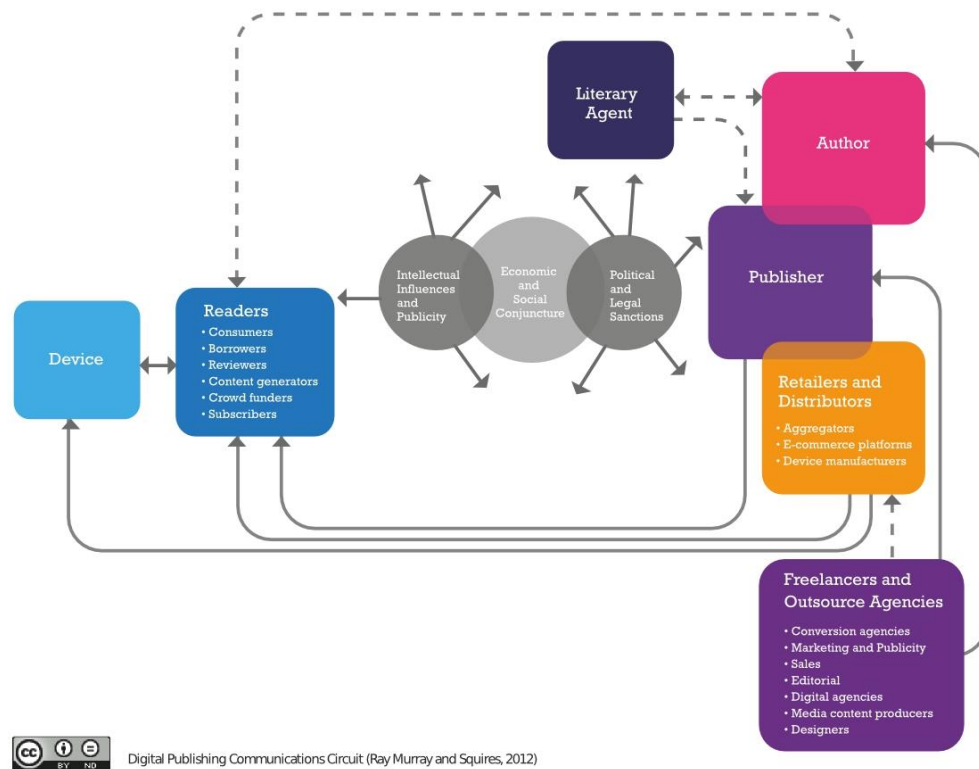 Literary
Agent
Author
Publisher
Intellectual
Influences
and
Publicity
Economic
and
Social
Conjuncture
Political
and
Legal
Sanctions
Device
Readers
• Consumers
• Borrowers
• Reviewers
• Content generators
• Crowd funders
• Subscribers
Retailers and
Distributors
• Aggregators
• E-commerce platforms
• Device manufacturers
Freelancers and
Outsource Agencies
• Conversion agencies
• Marketing and Publicity
• Sales
• Editorial
• Digital agencies
• Media content producers
• Designers
cc
BY ND
Digital Publishing Communications Circuit (Ray Murray and Squires, 2012)